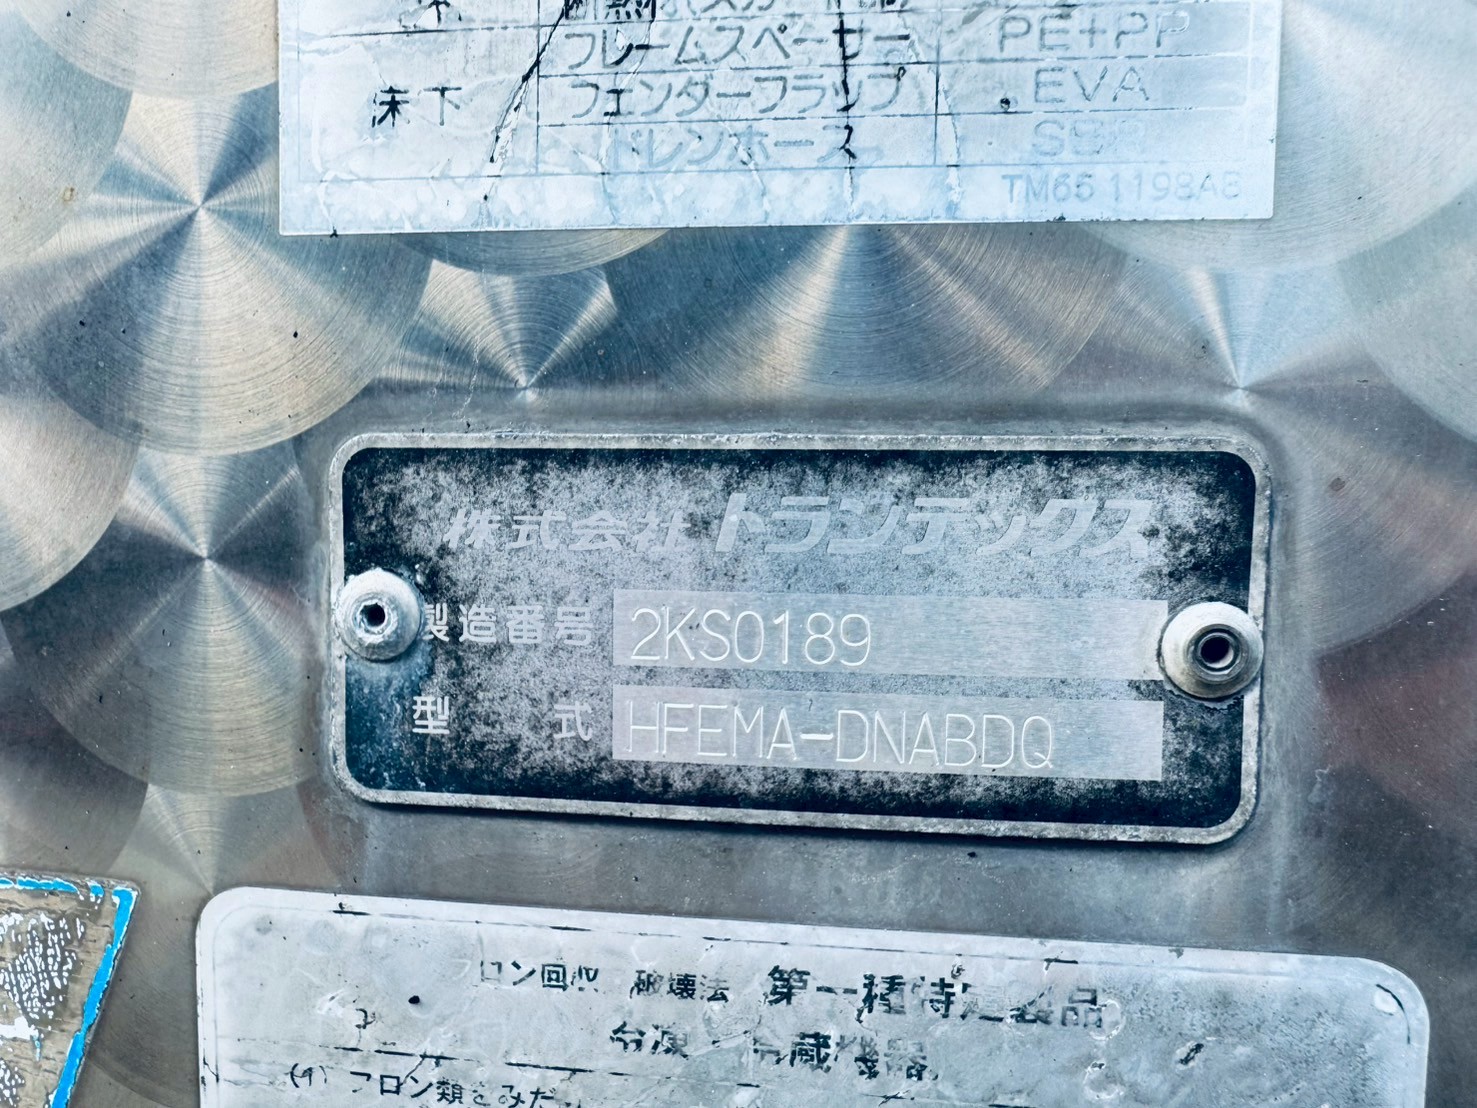 フレームスペーサー PE+PP
床下 フェンダーフラップ EVA
ドレンホース
TM66 1198AB
株式会社トランテックス
製造番号 2KS0189
型式 HFEMA-DNABDQ
フロン回収 破壊法 第一種特定製品
冷凍 冷蔵機器
(1) フロン類をみだ